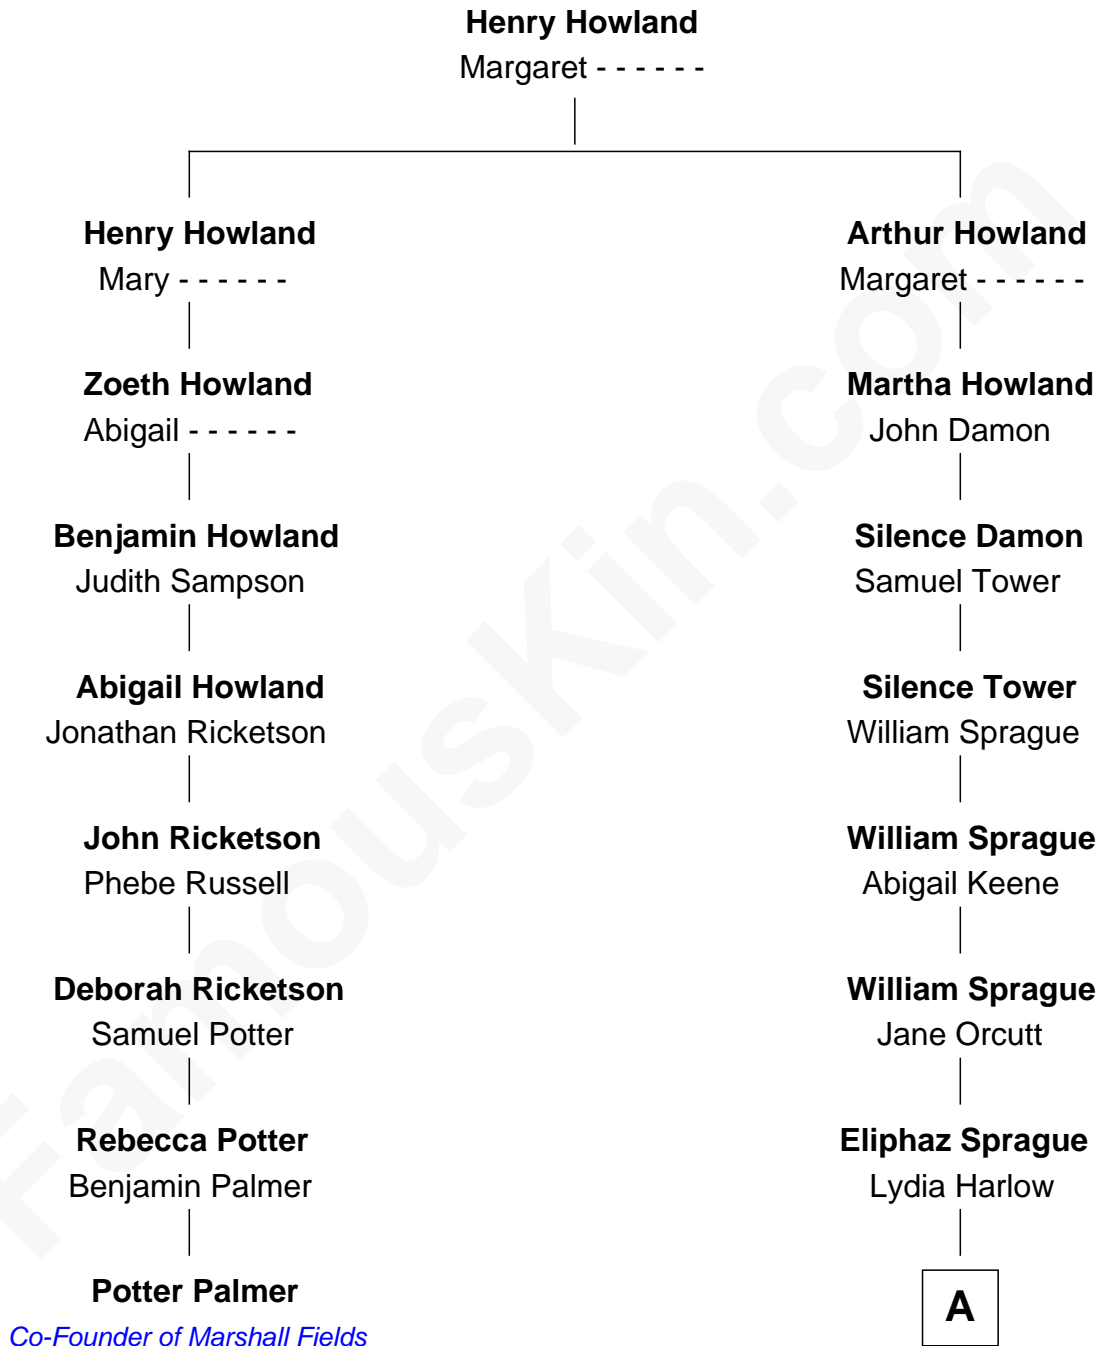 Henry Howland
Margaret - - - - - -
Henry Howland
Mary - - - - - -
Arthur Howland
Margaret - - - - - -
Zoeth Howland
Abigail - - - - - -
Martha Howland
John Damon
Benjamin Howland
Judith Sampson
Silence Damon
Samuel Tower
Abigail Howland
Jonathan Ricketson
Silence Tower
William Sprague
John Ricketson
Phebe Russell
William Sprague
Abigail Keene
Deborah Ricketson
Samuel Potter
William Sprague
Jane Orcutt
Rebecca Potter
Benjamin Palmer
Eliphaz Sprague
Lydia Harlow
Potter Palmer
Co-Founder of Marshall Fields
A
FamousKin.com